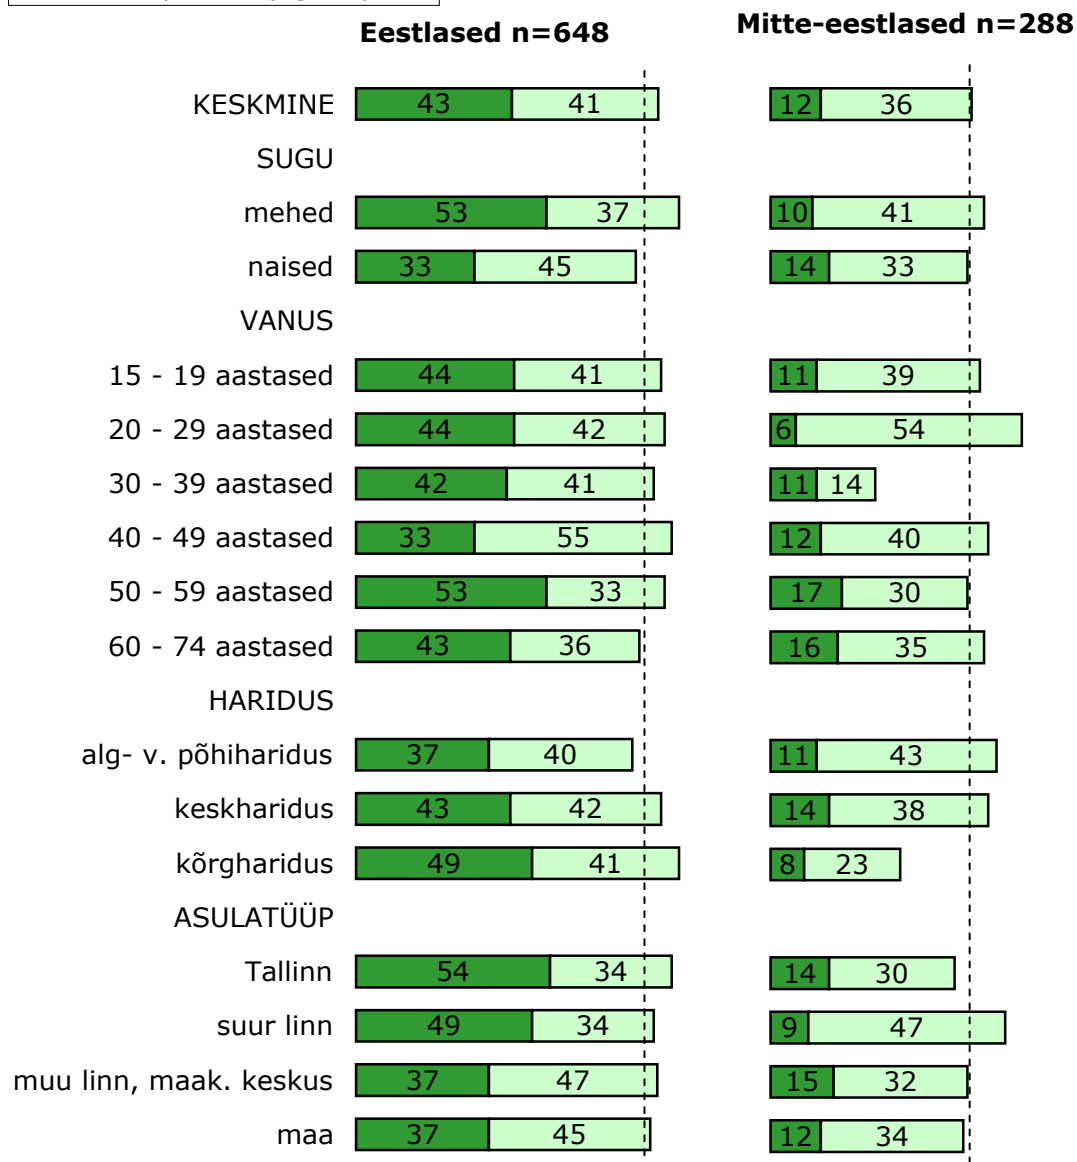 Eestlased n=648 Mitte-eestlased n=288
KESKMINE 43 41 12 36
SUGU
mehed 53 37 10 41
naised 33 45 14 33
VANUS
15 - 19 aastased 44 41 11 39
20 - 29 aastased 44 42 6 54
30 - 39 aastased 42 41 11 14
40 - 49 aastased 33 55 12 40
50 - 59 aastased 53 33 17 30
60 - 74 aastased 43 36 16 35
HARIDUS
alg- v. põhiharidus 37 40 11 43
keskharidus 43 42 14 38
kõrgharidus 49 41 8 23
ASULATÜÜP
Tallinn 54 34 14 30
suur linn 49 34 9 47
muu linn, maak. keskus 37 47 15 32
maa 37 45 12 34